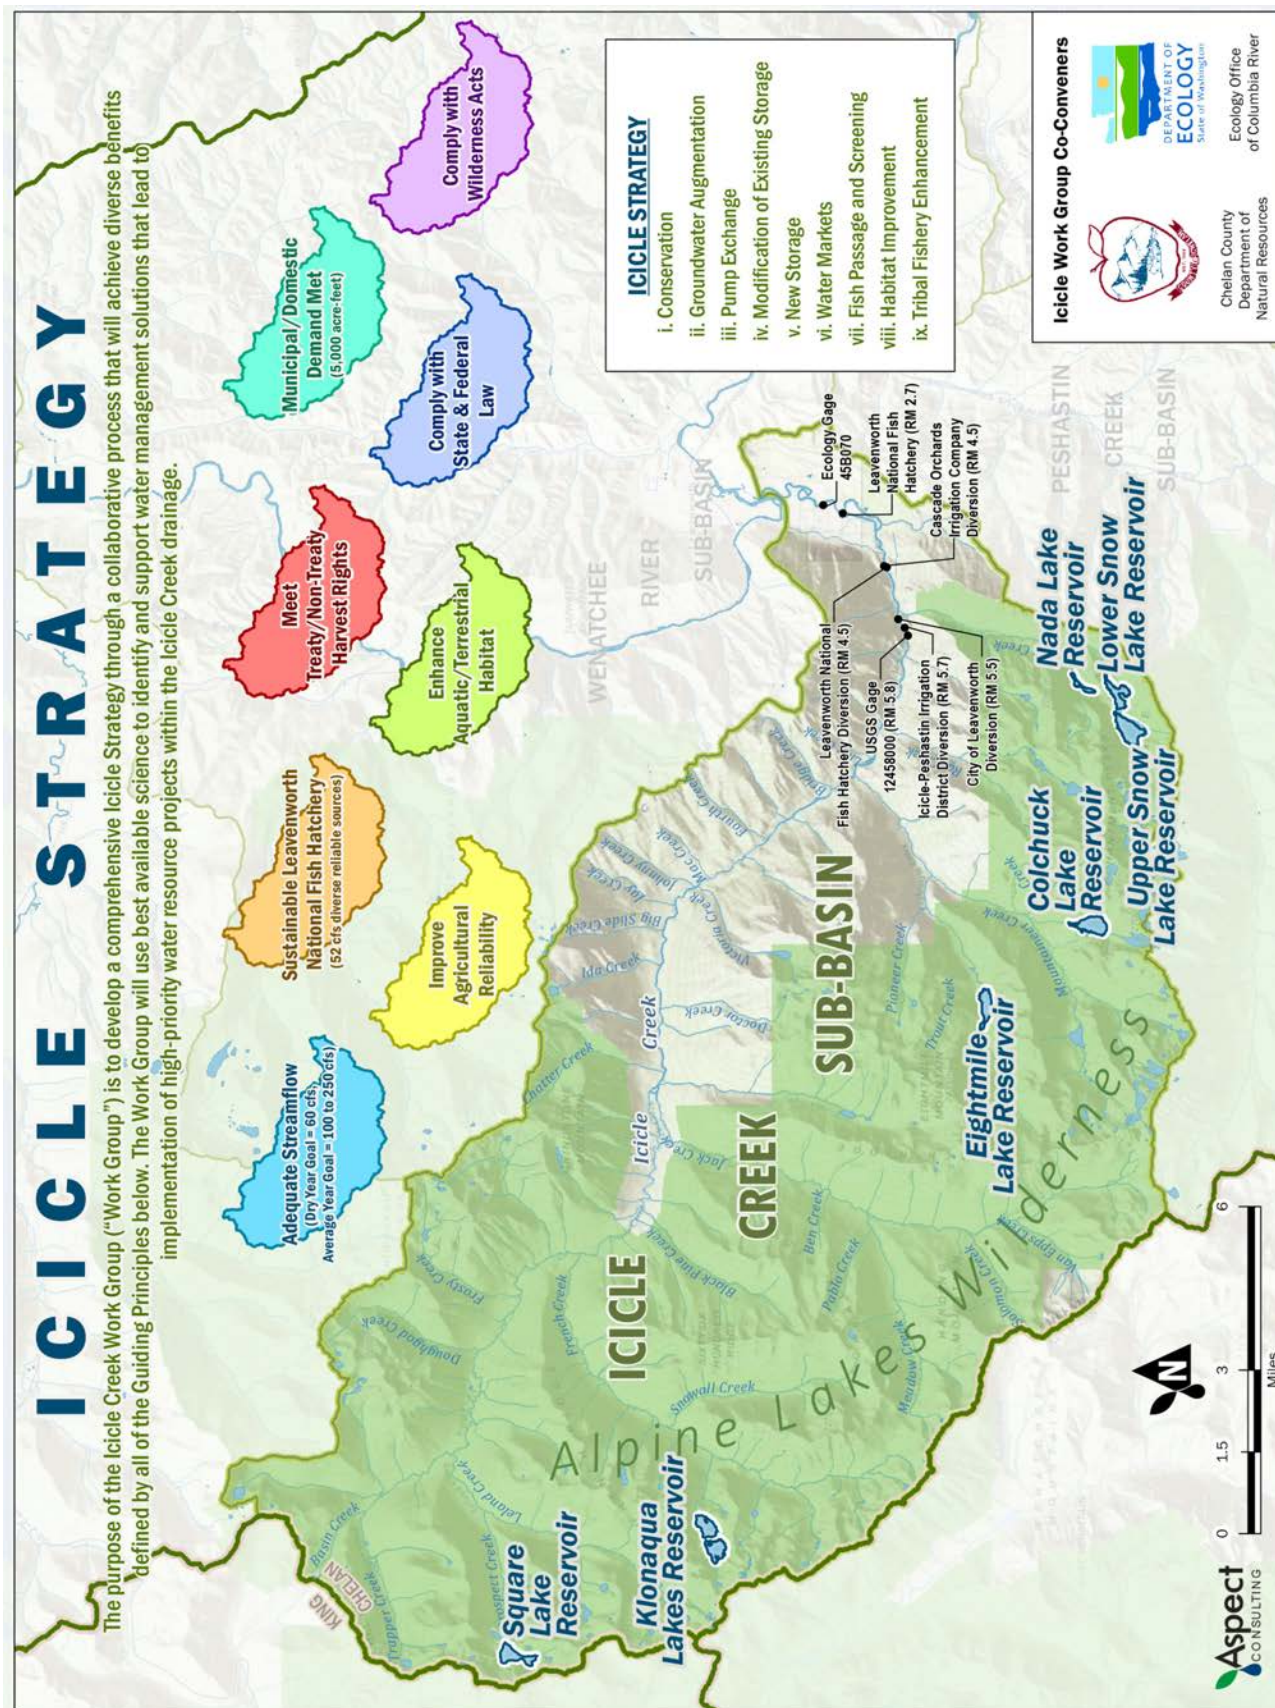 ICICLE STRATEGY
The purpose of the Icicle Creek Work Group ("Work Group") is to develop a comprehensive Icicle Strategy through a collaborative process that will achieve diverse benefits
defined by all of the Guiding Principles below. The Work Group will use best available science to identify and support water management solutions that lead to
implementation of high-priority water resource projects within the Icicle Creek drainage.
Adequate Streamflow
(Dry Year Goal = 60 cfs,
Average Year Goal = 100 to 250 cfs)
Sustainable Leavenworth
National Fish Hatchery
(52 cfs diverse reliable sources)
Meet
Treaty/Non-Treaty
Harvest Rights
Municipal/Domestic
Demand Met
(5,000 acre-feet)
Improve
Agricultural
Reliability
Enhance
Aquatic/Terrestrial
Habitat
Comply with
State & Federal
Law
Comply with
Wilderness Acts
ICICLE STRATEGY
i. Conservation
ii. Groundwater Augmentation
iii. Pump Exchange
iv. Modification of Existing Storage
v. New Storage
vi. Water Markets
vii. Fish Passage and Screening
viii. Habitat Improvement
ix. Tribal Fishery Enhancement
WENATCHEE
RIVER
SUB-BASIN
KING
CHELAN
Basin Creek
Trapper Creek
Frosty Creek
Doughgod Creek
Chatter Creek
Ida Creek
Big Slide Creek
Jay Creek
Johnny Creek
Mac Creek
Fourth Creek
Bridge Creek
Victoria Creek
Doctor Creek
Icicle Creek
Jack Creek
French Creek
Black Pine Creek
Leland Creek
Snowall Creek
Ben Creek
Pablo Creek
Meadow Creek
Solomon Creek
Van Epps Creek
Pioneer Creek
Trout Creek
Mountaineer Creek
Creek
Creek
ICICLE
CREEK
SUB-BASIN
Alpine Lakes Wilderness
Square
Lake
Reservoir
Klonaqua
Lakes Reservoir
Eightmile
Lake Reservoir
Colchuck
Lake
Reservoir
Upper Snow
Lake Reservoir
Nada Lake
Reservoir
Lower Snow
Lake Reservoir
Leavenworth National
Fish Hatchery Diversion (RM 4.5)
USGS Gage
12458000 (RM 5.8)
Icicle-Peshastin Irrigation
District Diversion (RM 5.7)
City of Leavenworth
Diversion (RM 5.5)
Ecology Gage
45B070
Leavenworth
National Fish
Hatchery (RM 2.7)
Cascade Orchards
Irrigation Company
Diversion (RM 4.5)
PESHASTIN
CREEK
SUB-BASIN
Icicle Work Group Co-Conveners
Chelan County
Department of
Natural Resources
DEPARTMENT OF
ECOLOGY
State of Washington
Ecology Office
of Columbia River
Aspect
CONSULTING
0 1.5 3 6
Miles
N